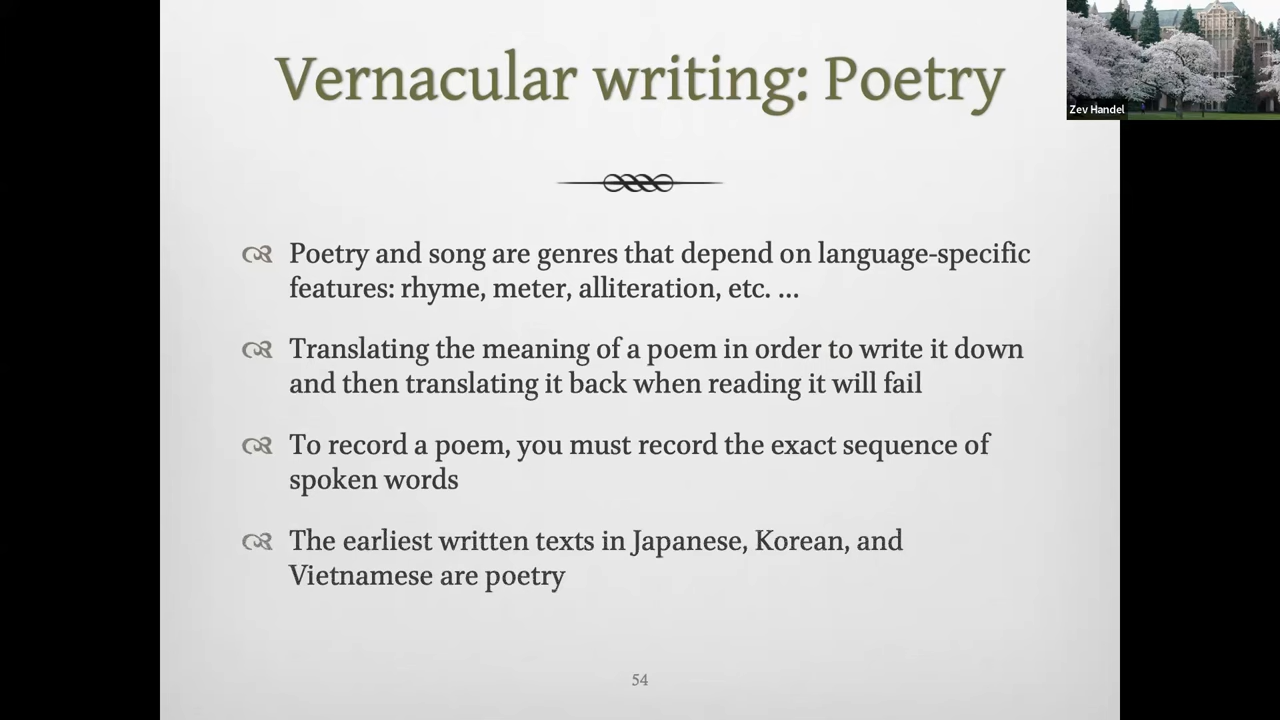 Vernacular writing: Poetry
Zev Handel
Poetry and song are genres that depend on language-specific
features: rhyme, meter, alliteration, etc. ...
Translating the meaning of a poem in order to write it down
and then translating it back when reading it will fail
To record a poem, you must record the exact sequence of
spoken words
The earliest written texts in Japanese, Korean, and
Vietnamese are poetry
54